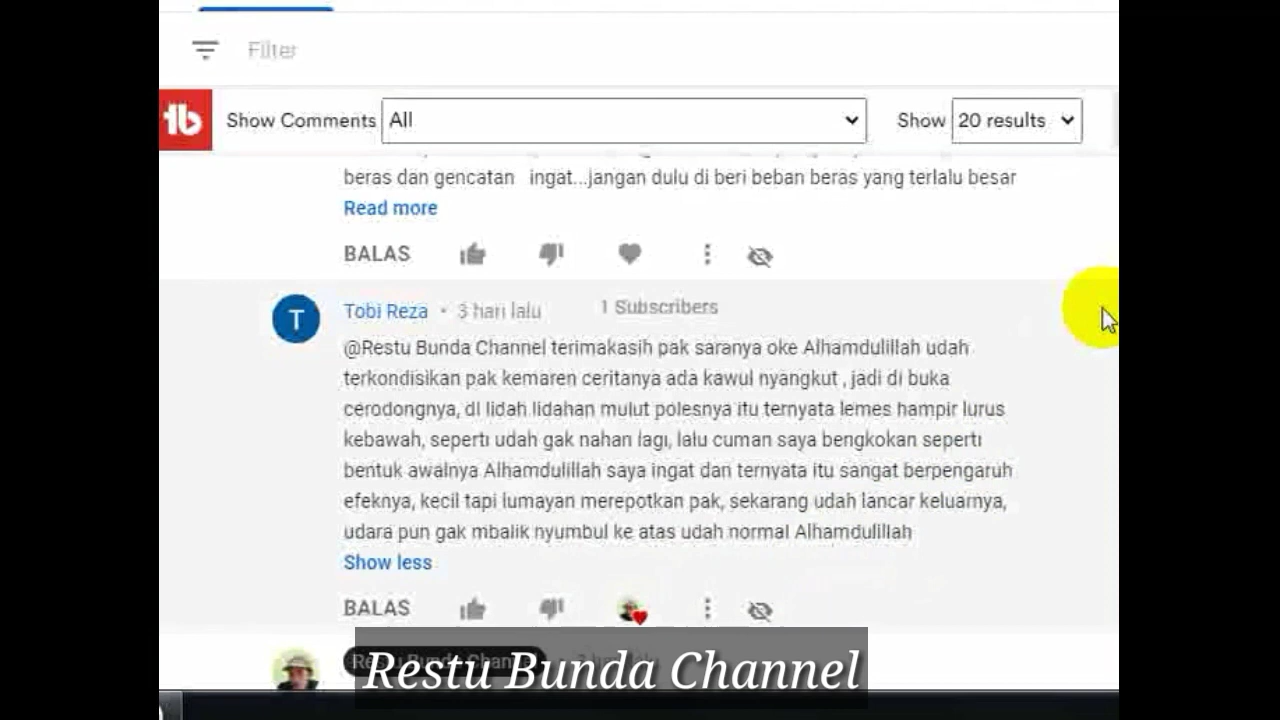 Filter
Show Comments All Show 20 results
beras dan gencatan ingat...jangan dulu di beri beban beras yang terlalu besar
Read more
BALAS
T Tobi Reza • 3 hari lalu 1 Subscribers
@Restu Bunda Channel terimakasih pak saranya oke Alhamdulillah udah
terkondisikan pak kemaren ceritanya ada kawul nyangkut , jadi di buka
cerodongnya, di lidah lidahan mulut polesnya itu ternyata lemes hampir lurus
kebawah, seperti udah gak nahan lagi, lalu cuman saya bengkokan seperti
bentuk awalnya Alhamdulillah saya ingat dan ternyata itu sangat berpengaruh
efeknya, kecil tapi lumayan merepotkan pak, sekarang udah lancar keluarnya,
udara pun gak mbalik nyumbul ke atas udah normal Alhamdulillah
Show less
BALAS
Restu Bunda Channel